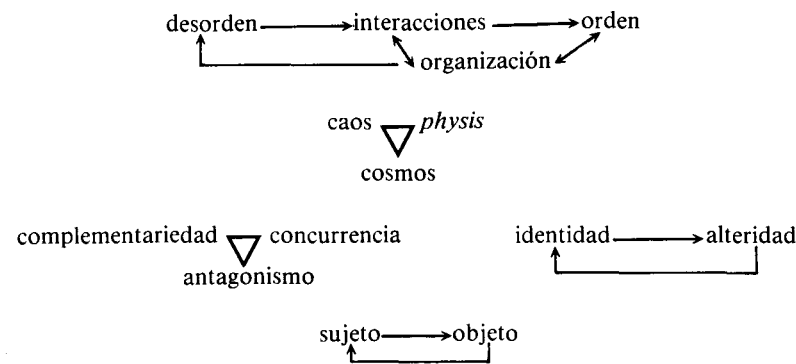 desorden interacciones orden
organización
caos physis
cosmos
complementariedad concurrencia identidad alteridad
antagonismo
sujeto objeto